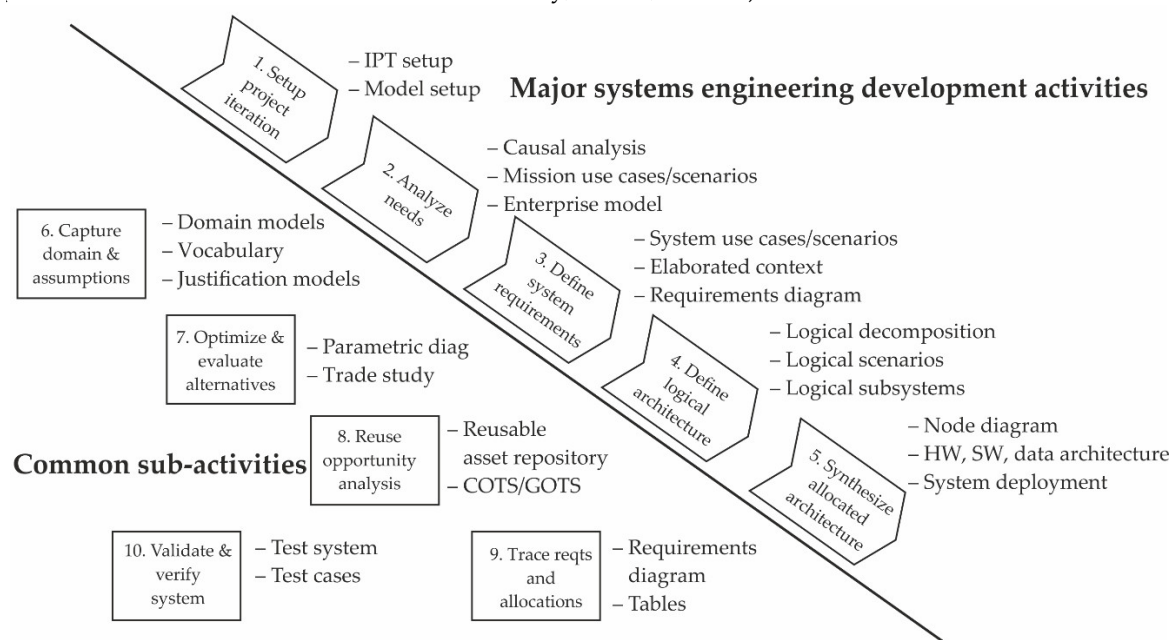 1. Setup
project
iteration
– IPT setup
– Model setup
Major systems engineering development activities
2. Analyze
needs
– Causal analysis
– Mission use cases/scenarios
– Enterprise model
3. Define
system
requirements
– System use cases/scenarios
– Elaborated context
– Requirements diagram
4. Define
logical
architecture
– Logical decomposition
– Logical scenarios
– Logical subsystems
5. Synthesize
allocated
architecture
– Node diagram
– HW, SW, data architecture
– System deployment
6. Capture
domain &
assumptions
– Domain models
– Vocabulary
– Justification models
7. Optimize &
evaluate
alternatives
– Parametric diag
– Trade study
Common sub-activities
8. Reuse
opportunity
analysis
– Reusable
asset repository
– COTS/GOTS
10. Validate &
verify
system
– Test system
– Test cases
9. Trace reqts
and
allocations
– Requirements
diagram
– Tables